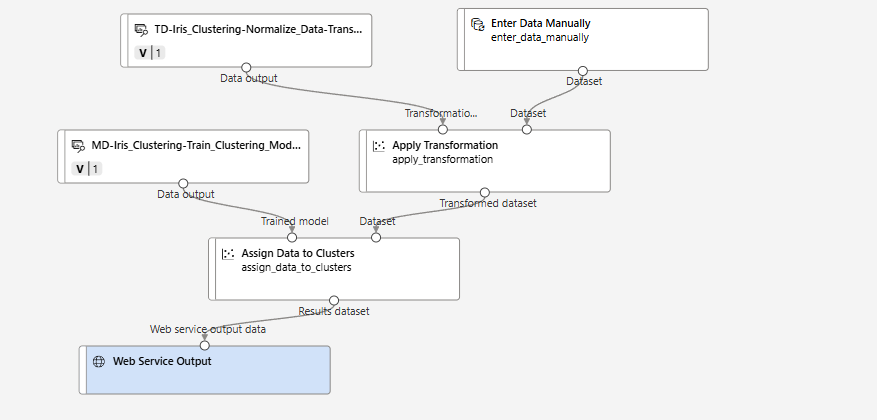 TD-Iris_Clustering-Normalize_Data-Trans...
V | 1
Data output
Enter Data Manually
enter_data_manually
Dataset
Transformatio...
Dataset
MD-Iris_Clustering-Train_Clustering_Mod...
V | 1
Data output
Apply Transformation
apply_transformation
Transformed dataset
Trained model
Dataset
Assign Data to Clusters
assign_data_to_clusters
Results dataset
Web service output data
Web Service Output